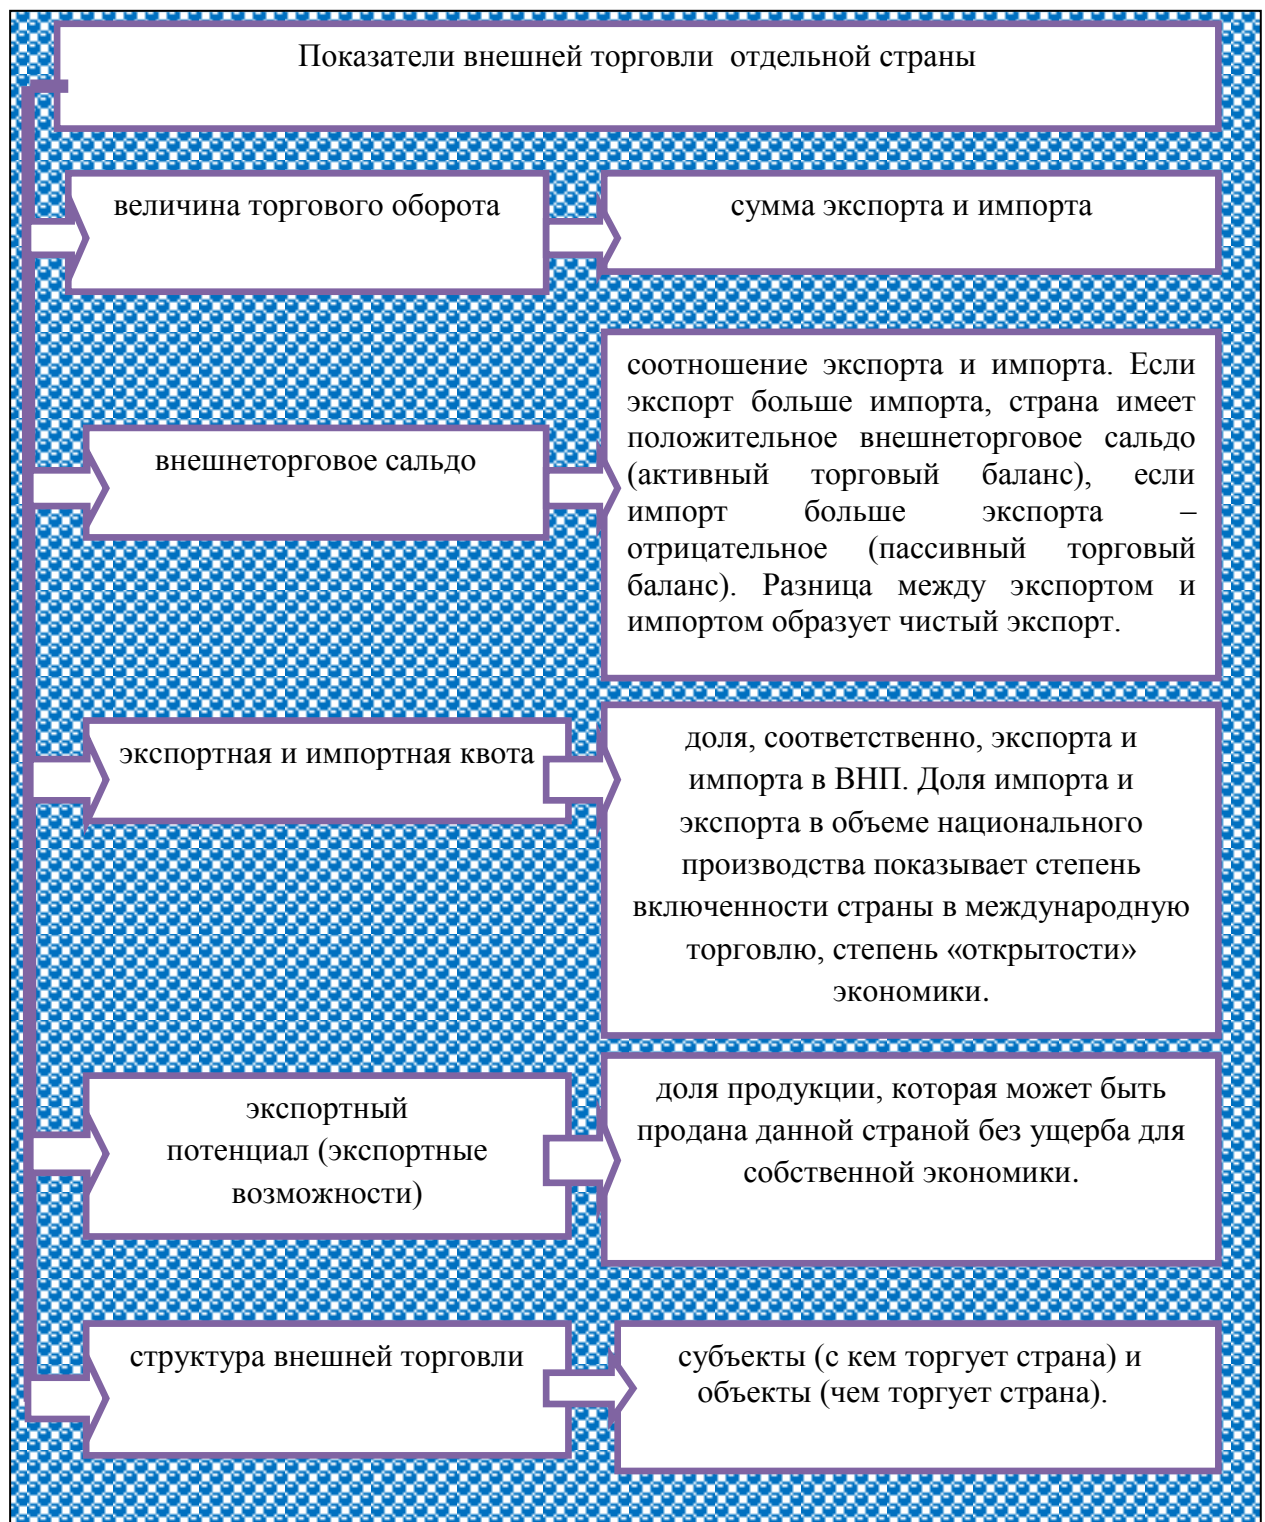 Показатели внешней торговли отдельной страны
величина торгового оборота
сумма экспорта и импорта
внешнеторговое сальдо
соотношение экспорта и импорта. Если
экспорт больше импорта, страна имеет
положительное внешнеторговое сальдо
(активный торговый баланс), если
импорт больше экспорта –
отрицательное (пассивный торговый
баланс). Разница между экспортом и
импортом образует чистый экспорт.
экспортная и импортная квота
доля, соответственно, экспорта и
импорта в ВНП. Доля импорта и
экспорта в объеме национального
производства показывает степень
включенности страны в международную
торговлю, степень «открытости»
экономики.
экспортный
потенциал (экспортные
возможности)
доля продукции, которая может быть
продана данной страной без ущерба для
собственной экономики.
структура внешней торговли
субъекты (с кем торгует страна) и
объекты (чем торгует страна).